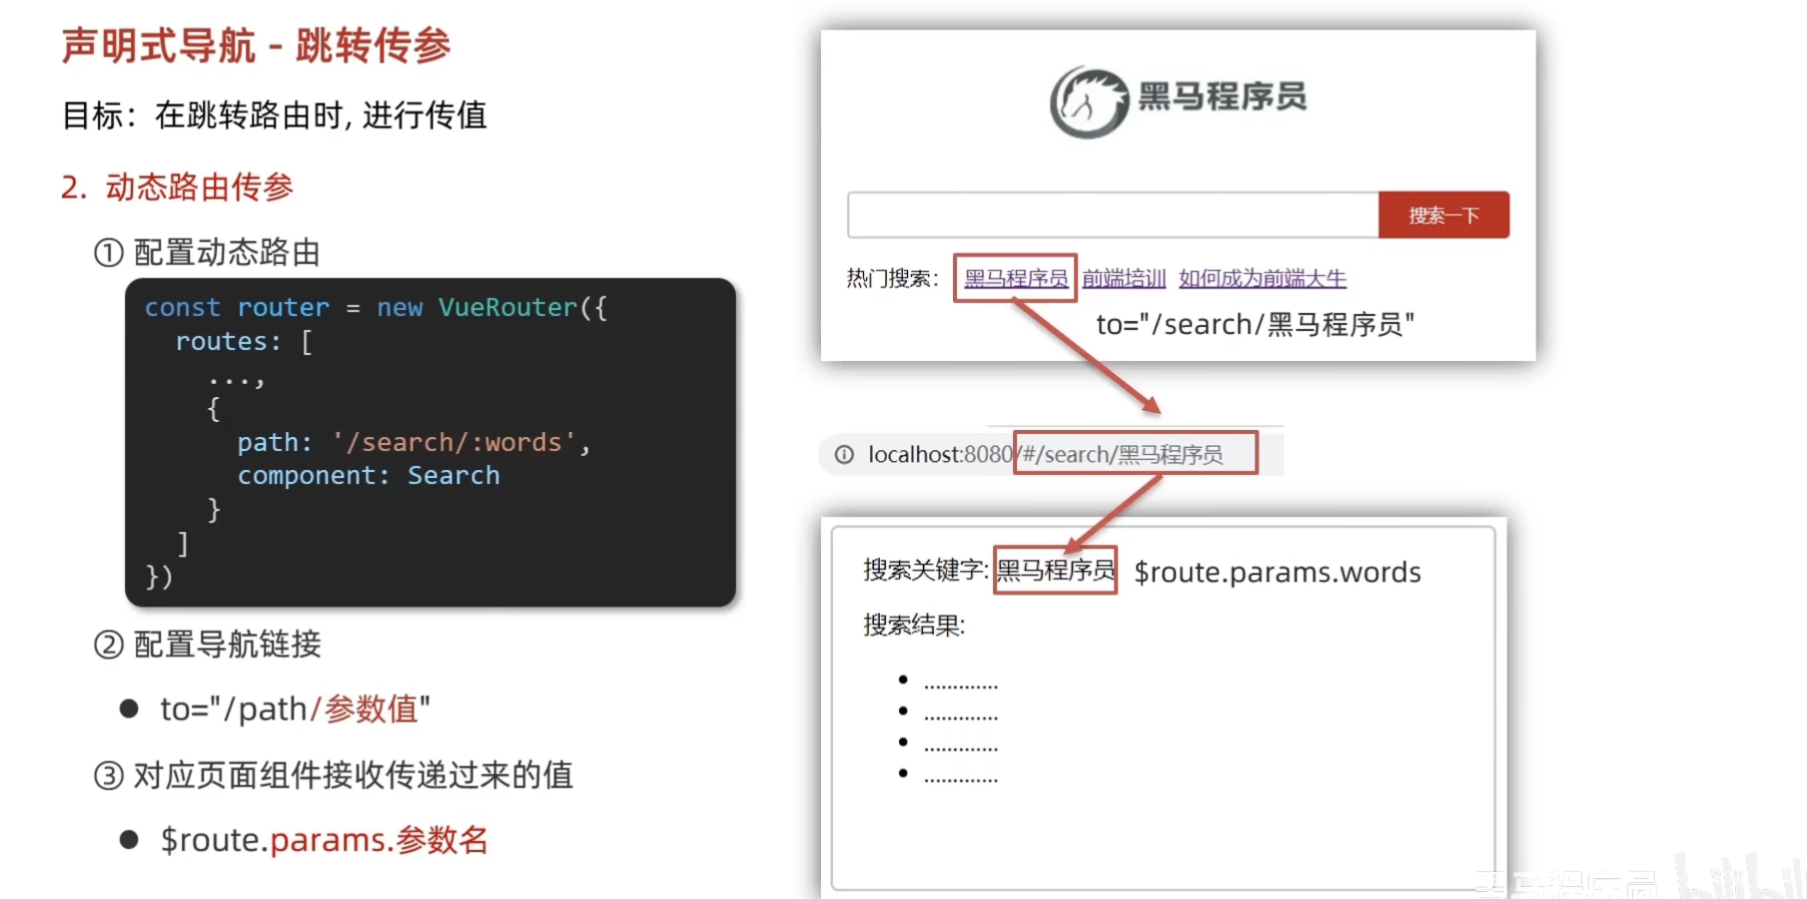 声明式导航 - 跳转传参
目标：在跳转路由时, 进行传值
2. 动态路由传参
① 配置动态路由
const router = new VueRouter({
  routes: [
    ...,
    {
      path: '/search/:words',
      component: Search
    }
  ]
})
② 配置导航链接
● to="/path/参数值"
③ 对应页面组件接收传递过来的值
● $route.params.参数名
黑马程序员
搜索一下
热门搜索： 黑马程序员 前端培训 如何成为前端大牛
to="/search/黑马程序员"
localhost:8080/#/search/黑马程序员
搜索关键字: 黑马程序员 $route.params.words
搜索结果:
• .............
• .............
• .............
• .............
黑马程序员 bilibili